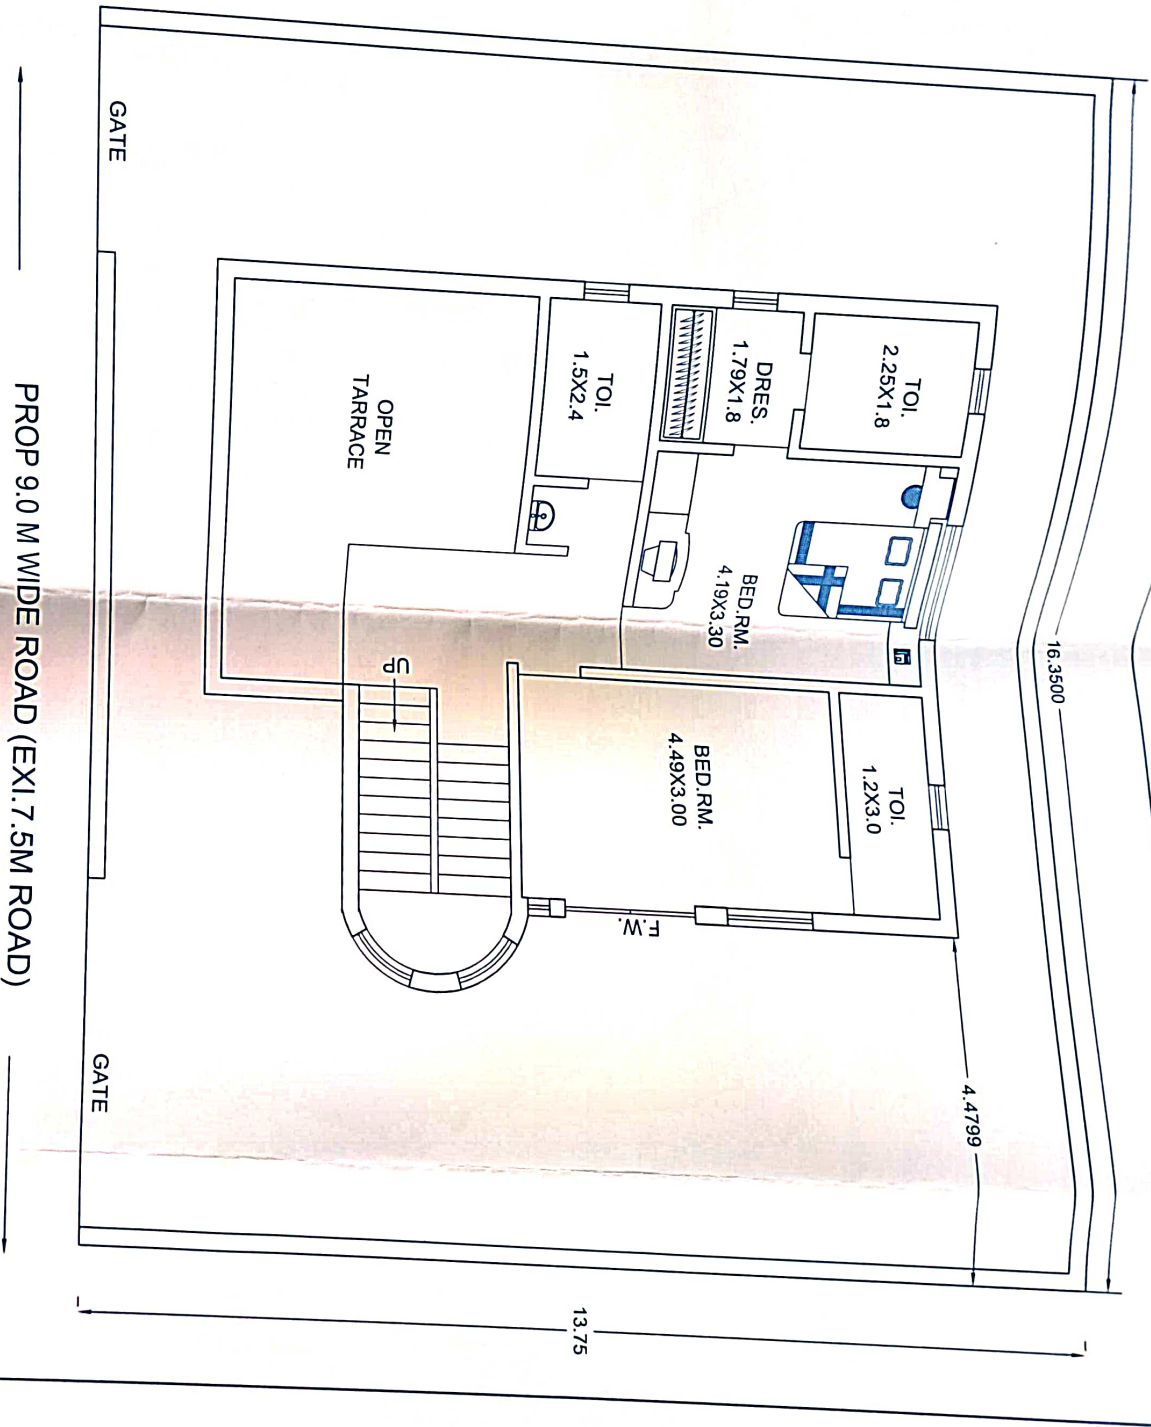 16.3500
4.4799
13.75
TOI.
2.25X1.8
DRES.
1.79X1.8
TOI.
1.5X2.4
OPEN
TARRACE
BED.RM.
4.19X3.30
BED.RM.
4.49X3.00
TOI.
1.2X3.0
F.W.
UP
GATE
GATE
PROP 9.0 M WIDE ROAD (EXI.7.5M ROAD)